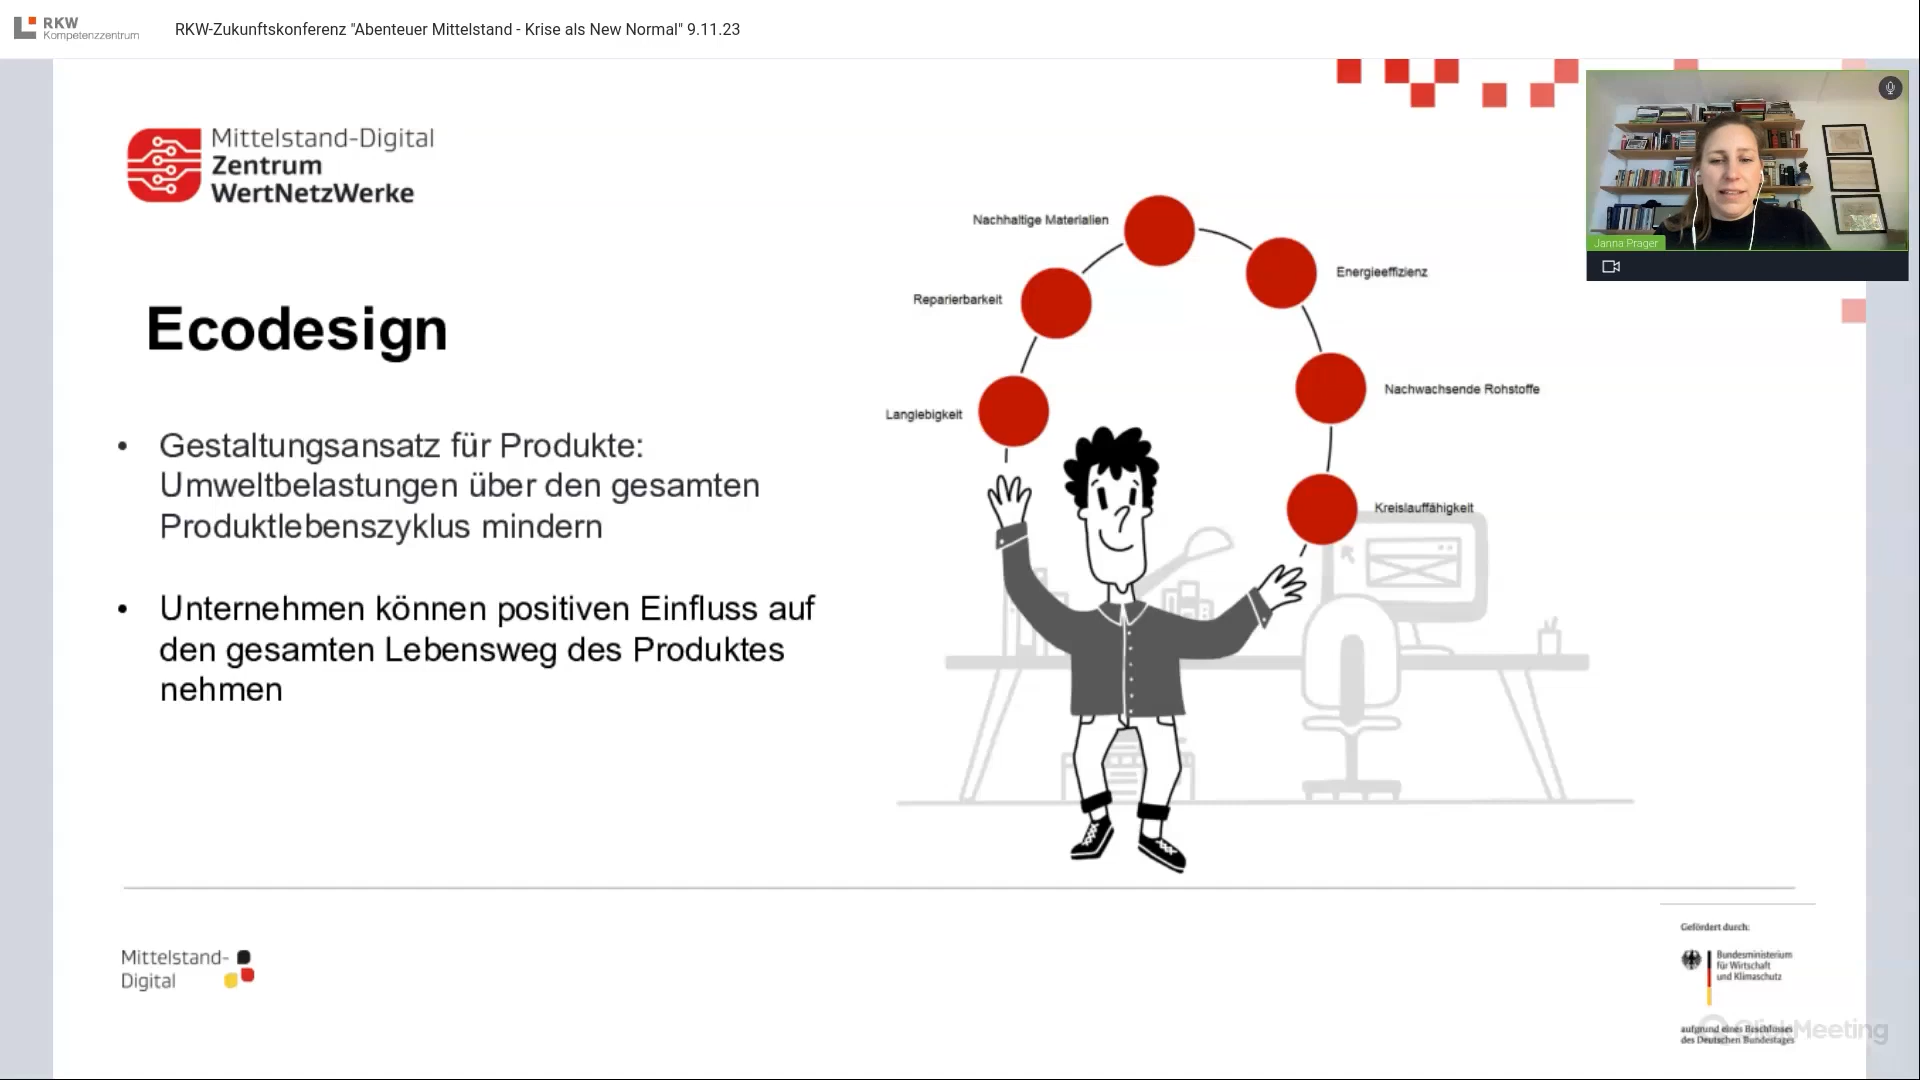 RKW
Kompetenzzentrum
RKW-Zukunftskonferenz "Abenteuer Mittelstand - Krise als New Normal" 9.11.23
Mittelstand-Digital
Zentrum
WertNetzWerke
Janna Prager
Ecodesign
• Gestaltungsansatz für Produkte:
Umweltbelastungen über den gesamten
Produktlebenszyklus mindern
• Unternehmen können positiven Einfluss auf
den gesamten Lebensweg des Produktes
nehmen
Nachhaltige Materialien
Energieeffizienz
Reparierbarkeit
Nachwachsende Rohstoffe
Langlebigkeit
Kreislauffähigkeit
Mittelstand-
Digital
Gefördert durch:
Bundesministerium
für Wirtschaft
und Klimaschutz
aufgrund eines Beschlusses
des Deutschen Bundestages
ClickMeeting